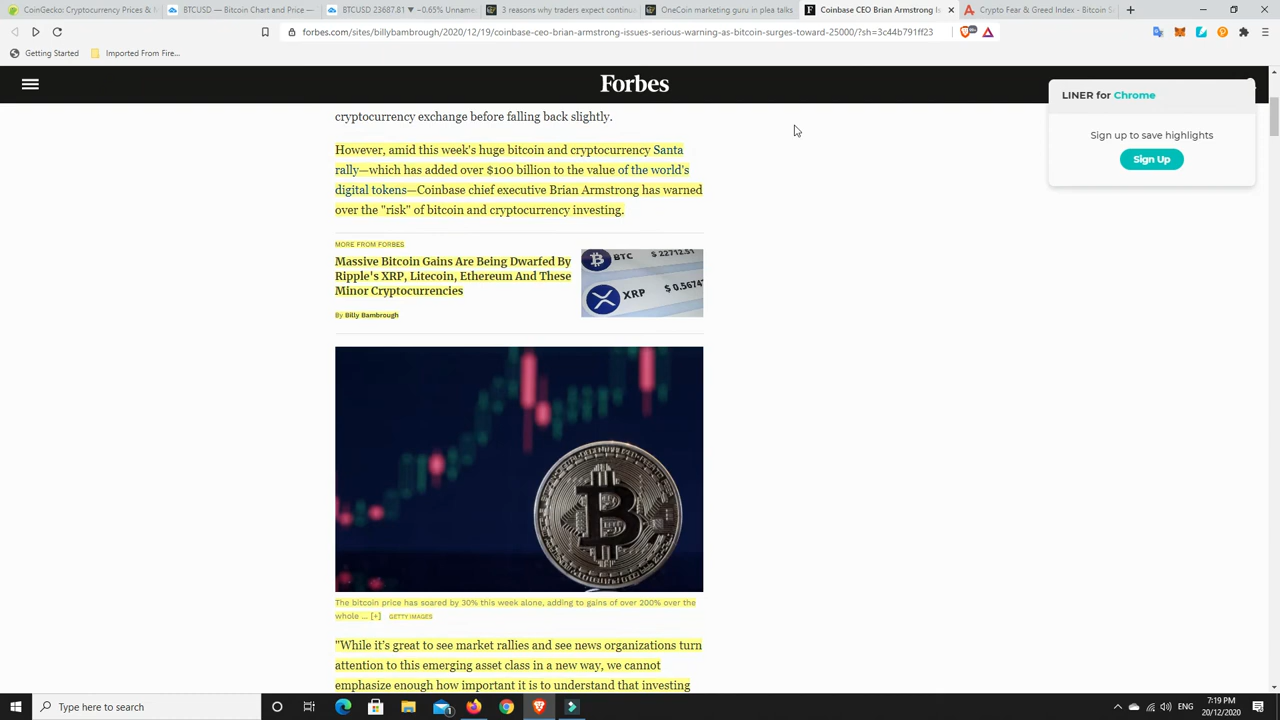 CoinGecko: Cryptocurrency Prices & M
BTCUSD — Bitcoin Chart and Price —
BTCUSD 23687.81 ▼ +0.65% Unname
3 reasons why traders expect continue
OneCoin marketing guru in plea talks
Coinbase CEO Brian Armstrong Is
Crypto Fear & Greed Index - Bitcoin S
forbes.com/sites/billybambrough/2020/12/19/coinbase-ceo-brian-armstrong-issues-serious-warning-as-bitcoin-surges-toward-25000/?sh=3c44b791ff23
Getting Started
Imported From Fire...
Forbes
LINER for Chrome
Sign up to save highlights
Sign Up
cryptocurrency exchange before falling back slightly.
However, amid this week's huge bitcoin and cryptocurrency Santa
rally—which has added over $100 billion to the value of the world's
digital tokens—Coinbase chief executive Brian Armstrong has warned
over the "risk" of bitcoin and cryptocurrency investing.
MORE FROM FORBES
Massive Bitcoin Gains Are Being Dwarfed By
Ripple's XRP, Litecoin, Ethereum And These
Minor Cryptocurrencies
By Billy Bambrough
BTC $ 22712.51
XRP $ 0.5674
The bitcoin price has soared by 30% this week alone, adding to gains of over 200% over the
whole ... [+] GETTY IMAGES
"While it's great to see market rallies and see news organizations turn
attention to this emerging asset class in a new way, we cannot
emphasize enough how important it is to understand that investing
Type here to search
ENG
7:19 PM
20/12/2020